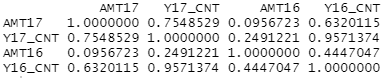 AMT17 Y17_CNT AMT16 Y16_CNT
AMT17 1.0000000 0.7548529 0.0956723 0.6320115
Y17_CNT 0.7548529 1.0000000 0.2491221 0.9571374
AMT16 0.0956723 0.2491221 1.0000000 0.4447047
Y16_CNT 0.6320115 0.9571374 0.4447047 1.0000000